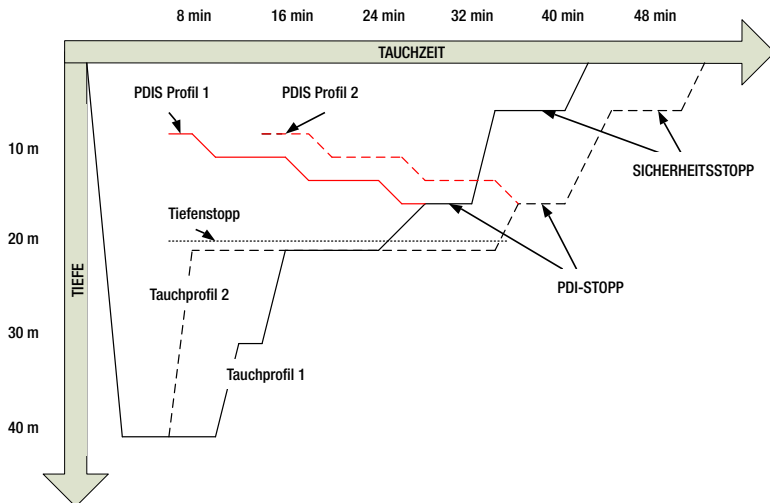 8 min 16 min 24 min 32 min 40 min 48 min
TAUCHZEIT
PDIS Profil 1 PDIS Profil 2
10 m
SICHERHEITSSTOPP
Tiefenstopp
20 m
TIEFE
PDI-STOPP
Tauchprofil 2
30 m
Tauchprofil 1
40 m